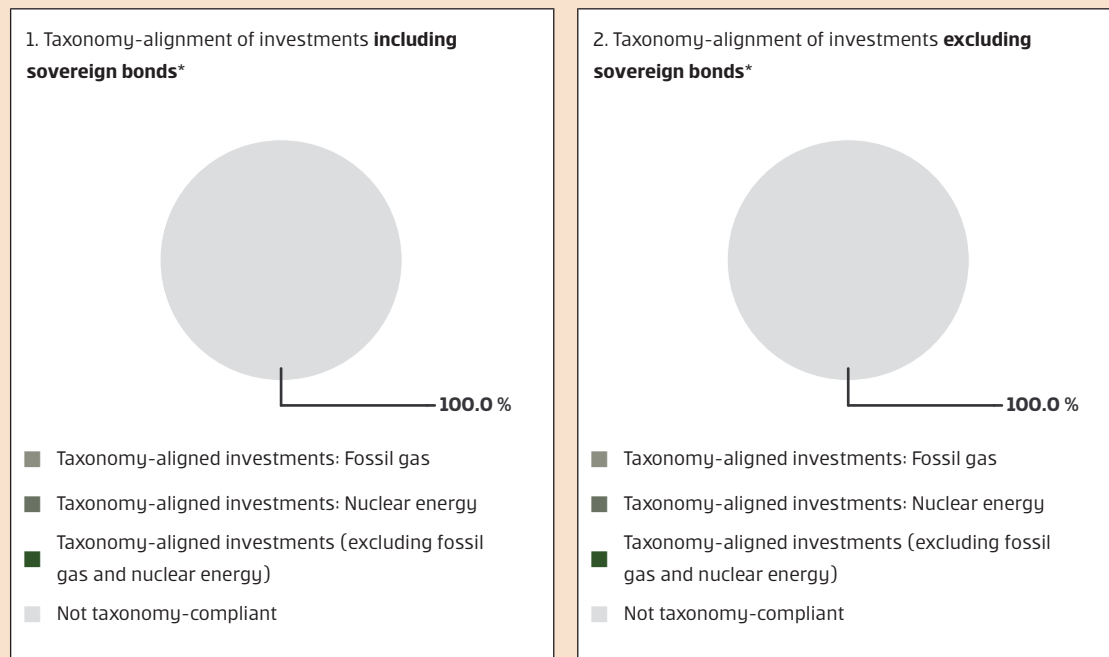 1. Taxonomy-alignment of investments including
sovereign bonds*
100.0 %
Taxonomy-aligned investments: Fossil gas
Taxonomy-aligned investments: Nuclear energy
Taxonomy-aligned investments (excluding fossil
gas and nuclear energy)
Not taxonomy-compliant
2. Taxonomy-alignment of investments excluding
sovereign bonds*
100.0 %
Taxonomy-aligned investments: Fossil gas
Taxonomy-aligned investments: Nuclear energy
Taxonomy-aligned investments (excluding fossil
gas and nuclear energy)
Not taxonomy-compliant